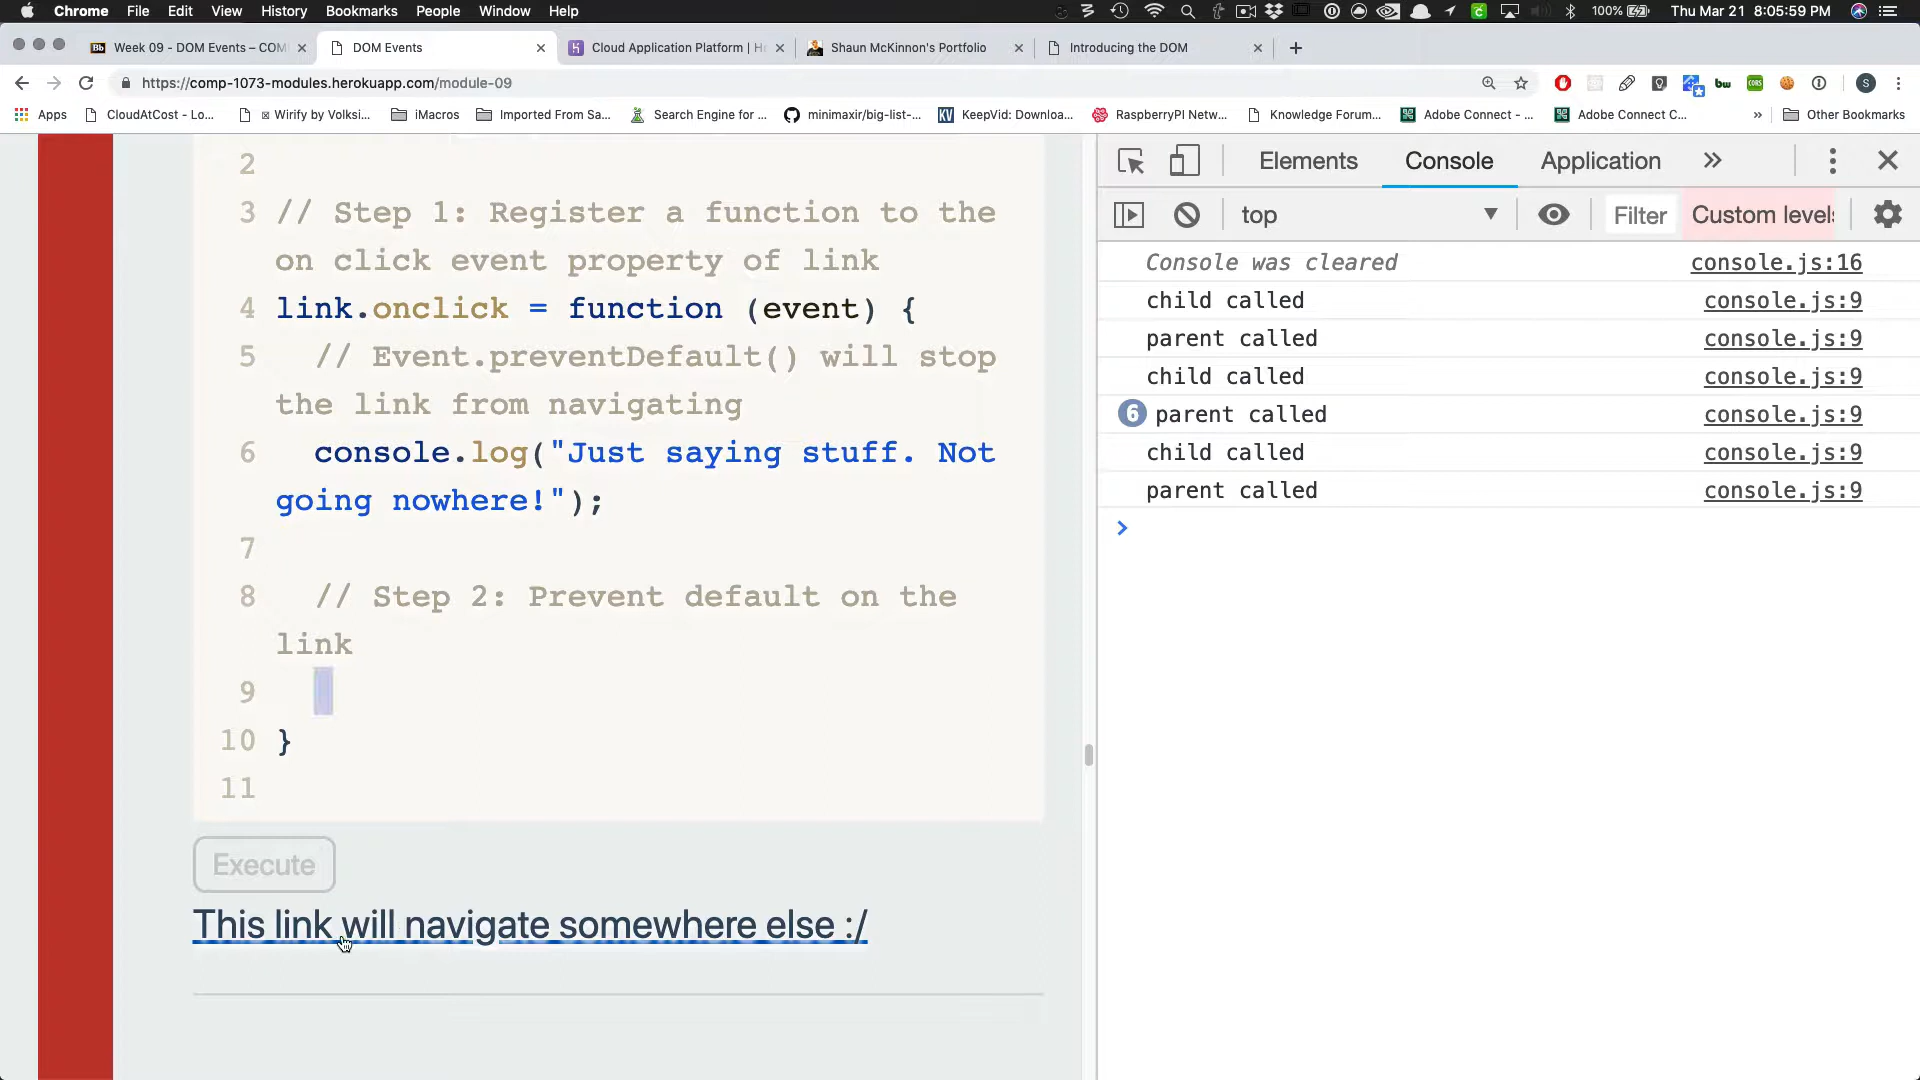 Chrome File Edit View History Bookmarks People Window Help 100% Thu Mar 21 8:05:59 PM
Week 09 - DOM Events – COM
DOM Events
Cloud Application Platform | He
Shaun McKinnon's Portfolio
Introducing the DOM
https://comp-1073-modules.herokuapp.com/module-09
Apps CloudAtCost - Lo... Wirify by Volksi... iMacros Imported From Sa... Search Engine for ... minimaxir/big-list-... KeepVid: Downloa... RaspberryPI Netw... Knowledge Forum... Adobe Connect - ... Adobe Connect C... » Other Bookmarks
2
3 // Step 1: Register a function to the
on click event property of link
4 link.onclick = function (event) {
5 // Event.preventDefault() will stop
the link from navigating
6 console.log("Just saying stuff. Not
going nowhere!");
7
8 // Step 2: Prevent default on the
link
9
10 }
11
Execute
This link will navigate somewhere else :/
Elements Console Application »
top Filter Custom levels
Console was cleared console.js:16
child called console.js:9
parent called console.js:9
child called console.js:9
6 parent called console.js:9
child called console.js:9
parent called console.js:9